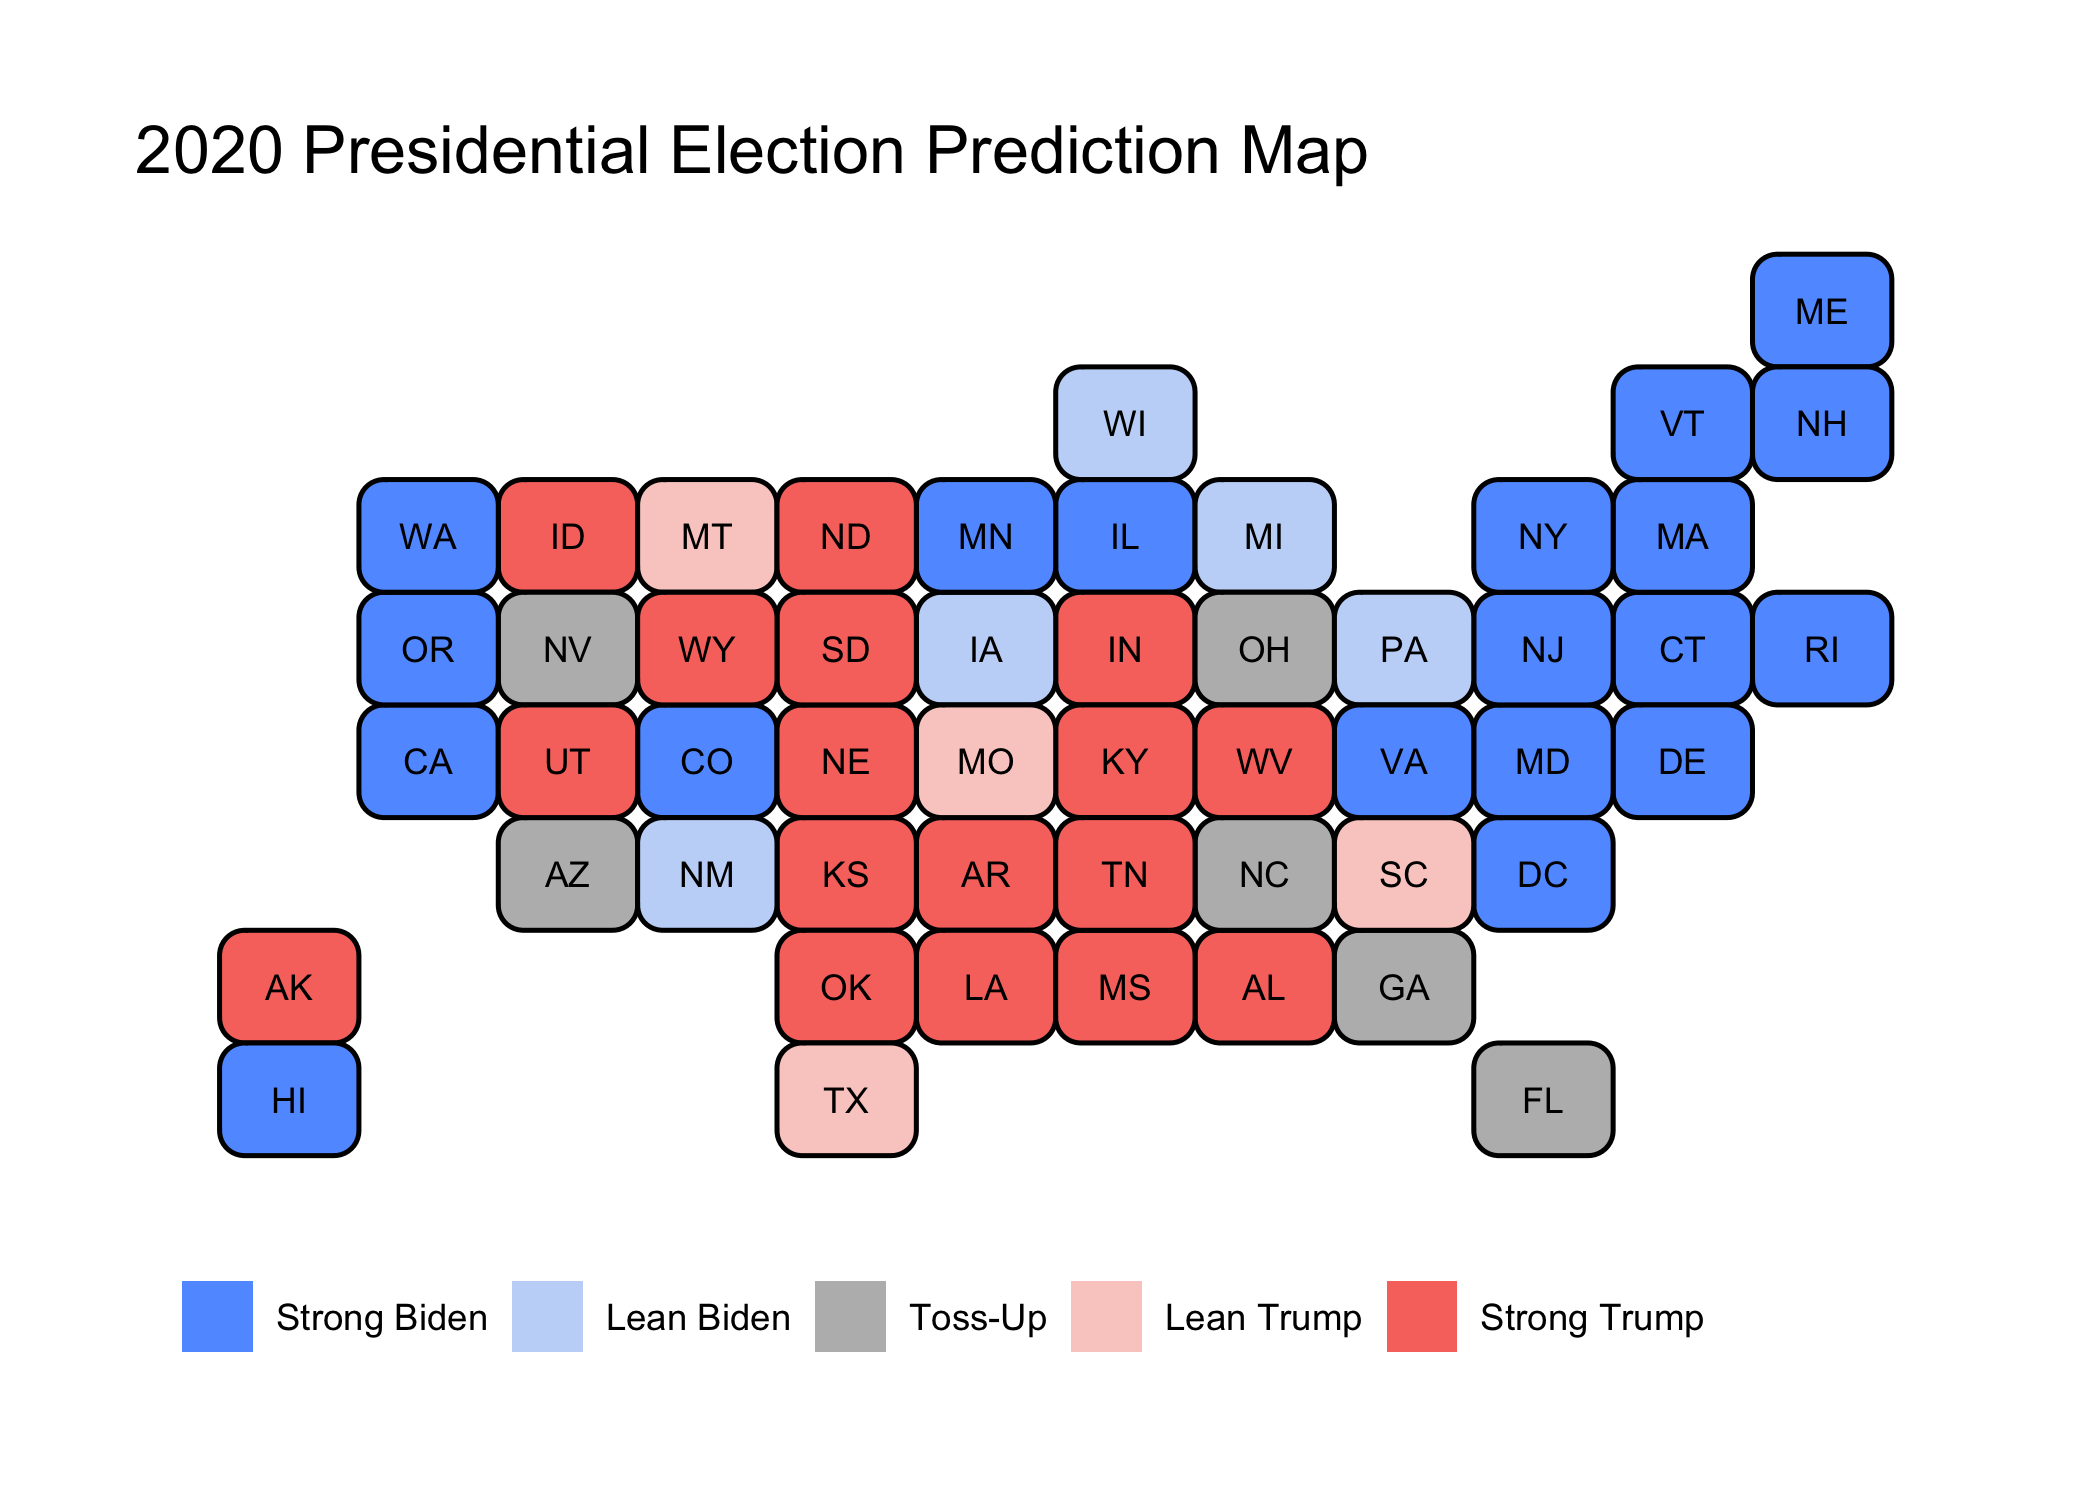 2020 Presidential Election Prediction Map
ME
WI VT NH
WA ID MT ND MN IL MI NY MA
OR NV WY SD IA IN OH PA NJ CT RI
CA UT CO NE MO KY WV VA MD DE
AZ NM KS AR TN NC SC DC
AK OK LA MS AL GA
HI TX FL
Strong Biden Lean Biden Toss-Up Lean Trump Strong Trump